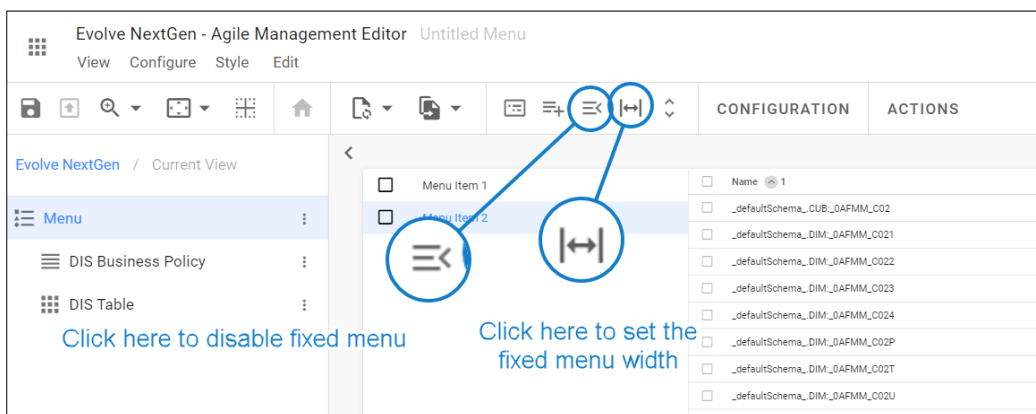 Evolve NextGen - Agile Management Editor Untitled Menu
View Configure Style Edit
CONFIGURATION ACTIONS
Evolve NextGen / Current View
Menu
DIS Business Policy
DIS Table
Click here to disable fixed menu
Menu Item 1
Menu Item 2
Click here to set the
fixed menu width
Name 1
_defaultSchema_.CUB:_0AFMM_C02
_defaultSchema_.DIM:_0AFMM_C021
_defaultSchema_.DIM:_0AFMM_C022
_defaultSchema_.DIM:_0AFMM_C023
_defaultSchema_.DIM:_0AFMM_C024
_defaultSchema_.DIM:_0AFMM_C02P
_defaultSchema_.DIM:_0AFMM_C02T
_defaultSchema_.DIM:_0AFMM_C02U